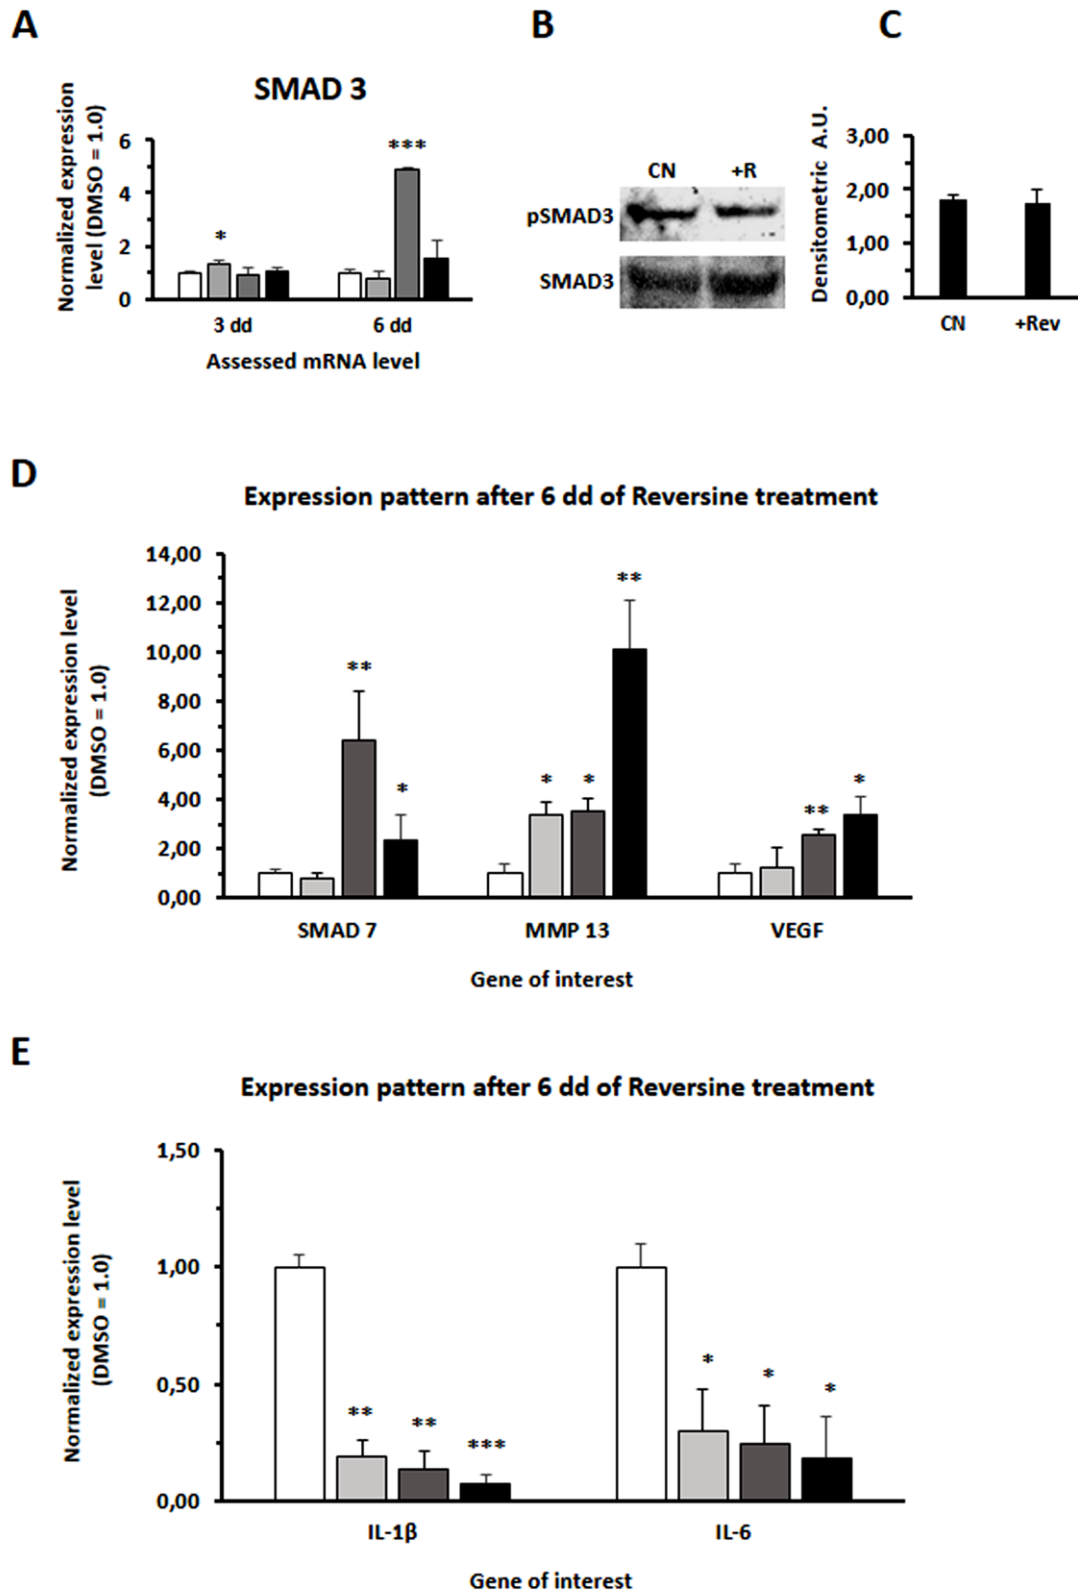 A
B
C
SMAD 3
Normalized expression
level (DMSO = 1.0)
6
4
2
0
*
***
3 dd
6 dd
Assessed mRNA level
CN
+R
pSMAD3
SMAD3
Densitometric A.U.
3,00
2,00
1,00
0,00
CN
+Rev
D
Expression pattern after 6 dd of Reversine treatment
Normalized expression level
(DMSO = 1.0)
14,00
12,00
10,00
8,00
6,00
4,00
2,00
0,00
**
*
*
*
**
**
*
SMAD 7
MMP 13
VEGF
Gene of interest
E
Expression pattern after 6 dd of Reversine treatment
Normalized expression level
(DMSO = 1.0)
1,50
1,00
0,50
0,00
**
**
***
*
*
*
IL-1β
IL-6
Gene of interest